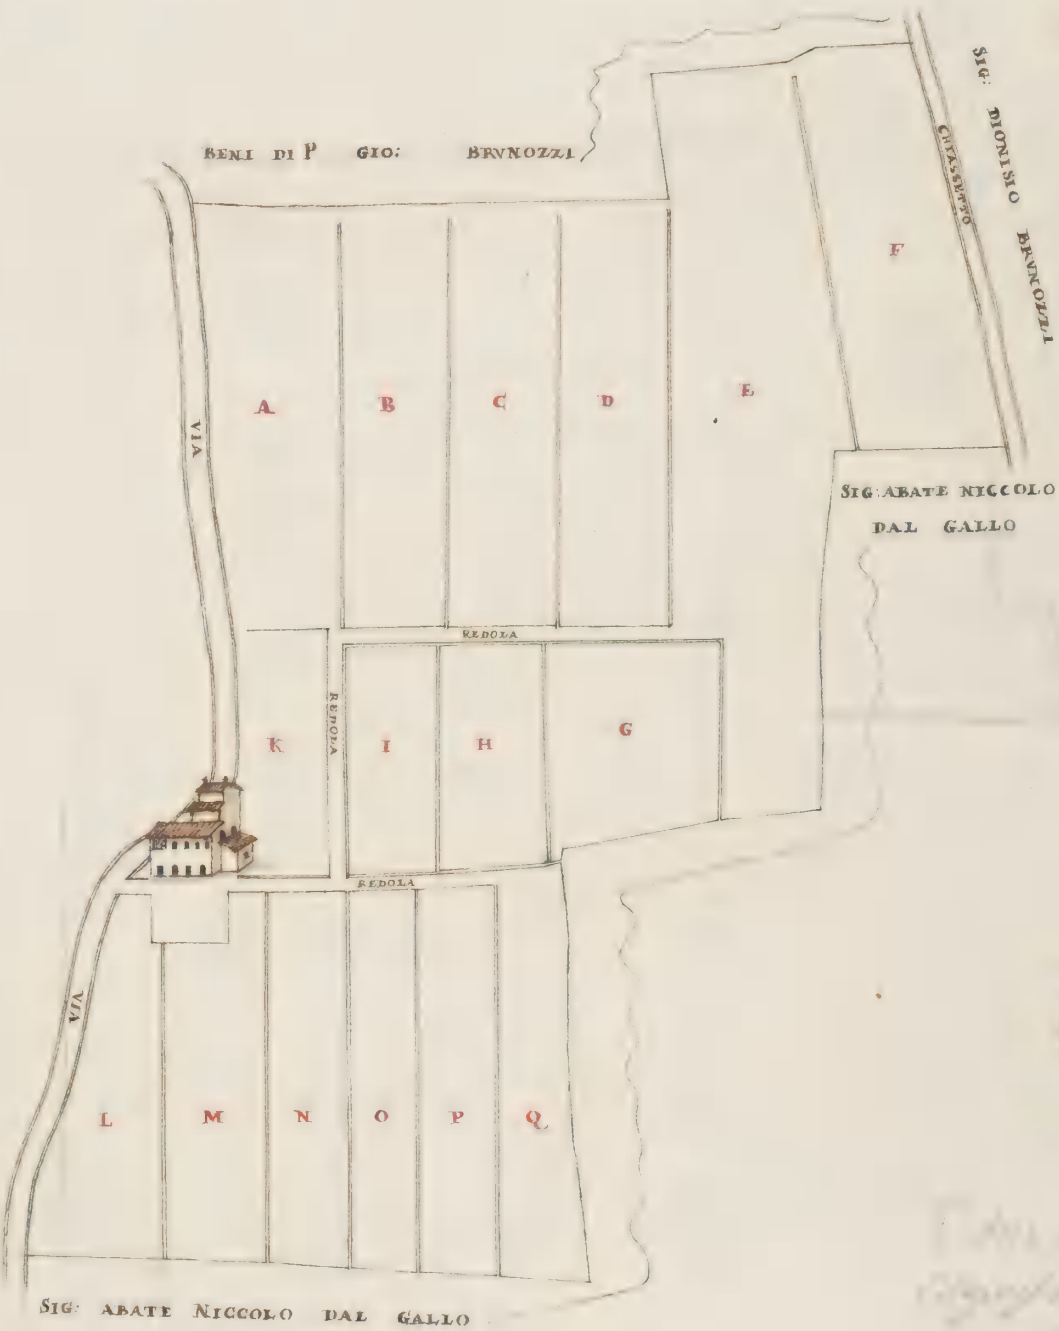 BENI DI P GIO: BRVNOZZI
SIG: DIONISIO BRVNOZZI
CHIASSETTO
F
A
B
C
D
E
VIA
SIG: ABATE NICCOLO
DAL GALLO
REDOLA
REDOLA
K
I
H
G
REDOLA
VIA
L
M
N
O
P
Q
SIG: ABATE NICCOLO DAL GALLO